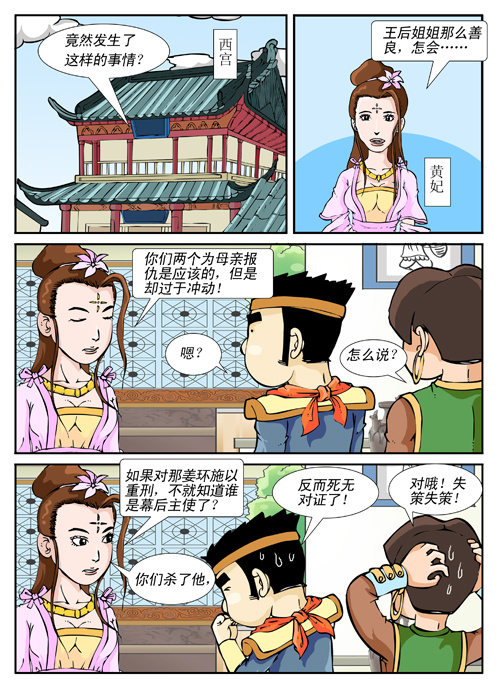 竟然发生了
这样的事情？
西宫
王后姐姐那么善
良，怎会……
黄妃
你们两个为母亲报
仇是应该的，但是
却过于冲动！
嗯？
怎么说？
如果对那姜环施以
重刑，不就知道谁
是幕后主使了？
你们杀了他，
反而死无
对证了！
对哦！失
策失策！